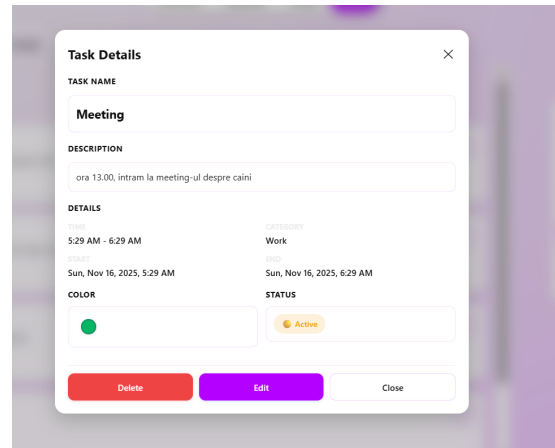 Task Details
TASK NAME
Meeting
DESCRIPTION
ora 13.00, intram la meeting-ul despre caini
DETAILS
TIME
CATEGORY
5:29 AM - 6:29 AM
Work
START
END
Sun, Nov 16, 2025, 5:29 AM
Sun, Nov 16, 2025, 6:29 AM
COLOR
STATUS
Active
Delete
Edit
Close